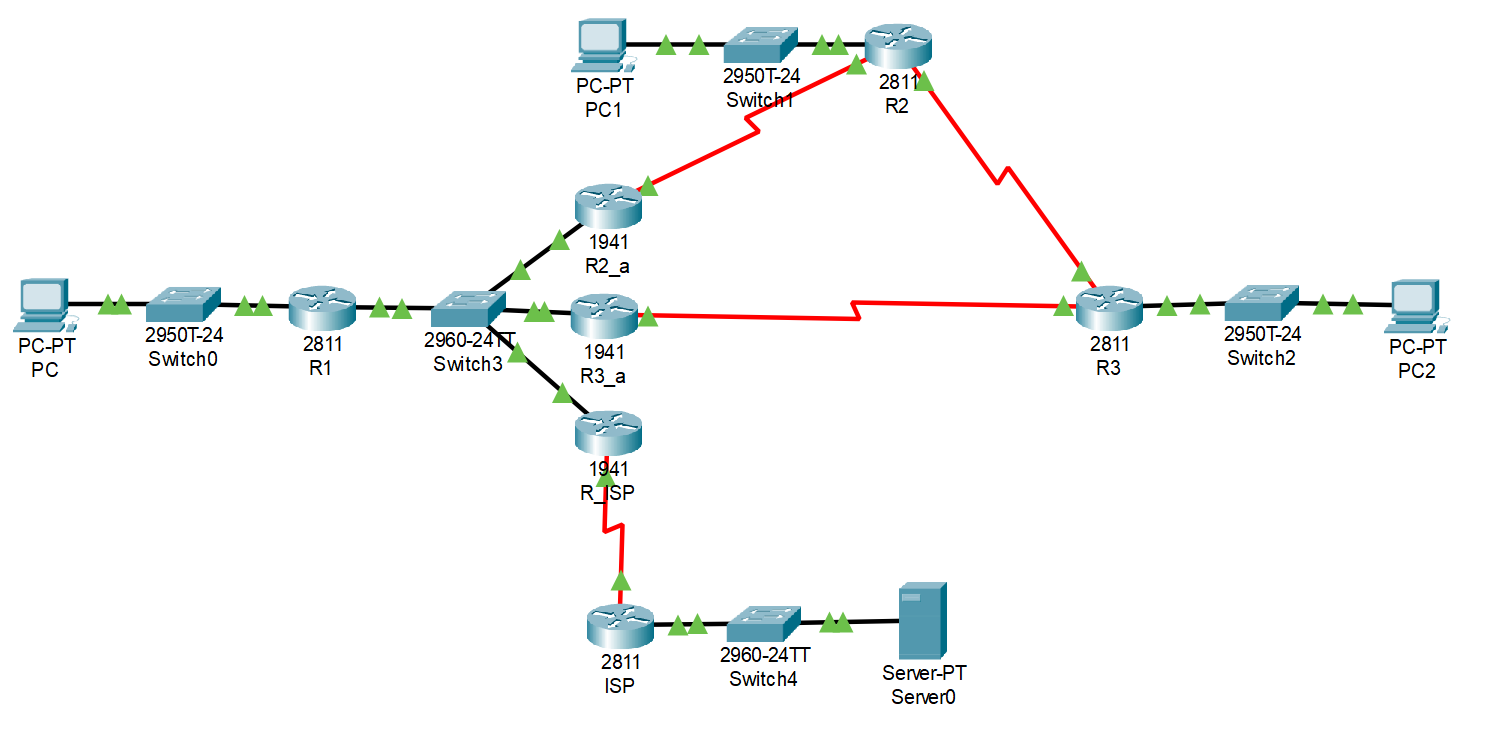 PC-PT
PC1
2950T-24
Switch1
2811
R2
1941
R2_a
PC-PT
PC
2950T-24
Switch0
2811
R1
2960-24TT
Switch3
1941
R3_a
2811
R3
2950T-24
Switch2
PC-PT
PC2
1941
R_ISP
2811
ISP
2960-24TT
Switch4
Server-PT
Server0